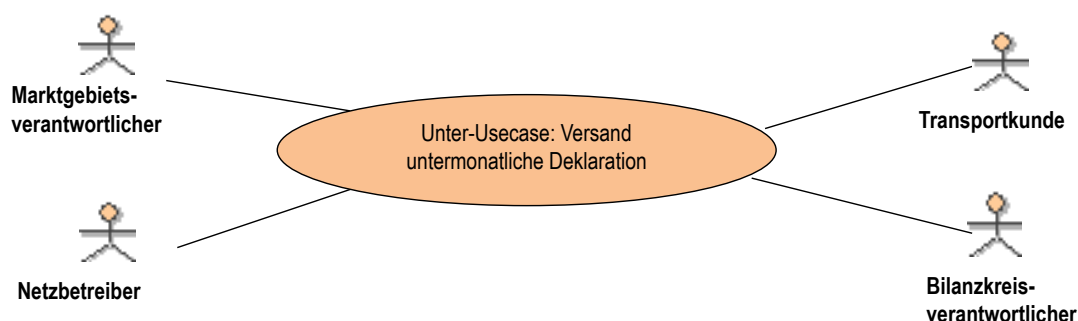 Marktgebiets-
verantwortlicher
Unter-Usecase: Versand
untermonatliche Deklaration
Transportkunde
Netzbetreiber
Bilanzkreis-
verantwortlicher